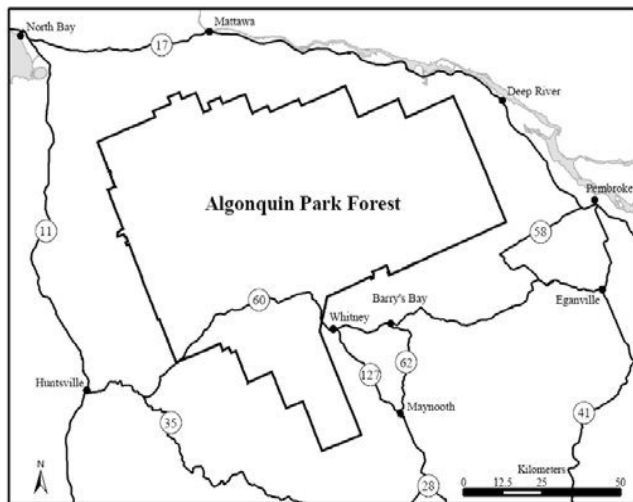 North Bay
Mattawa
17
Deep River
Pembroke
Algonquin Park Forest
11
58
60
Barry's Bay
Whitney
Eganville
Huntsville
127
62
35
Maynooth
41
N
28
Kilometers
0 12.5 25 50